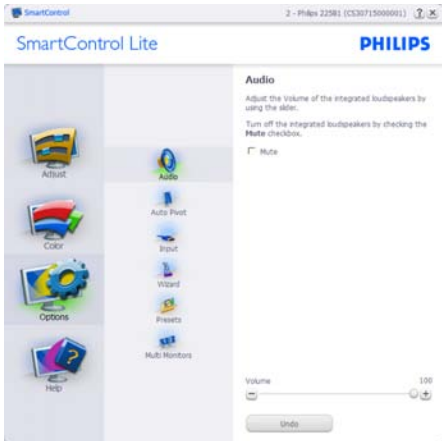 SmartControl
2 - Philips 225B1 (CS30715000001)
SmartControl Lite
PHILIPS
Adjust
Color
Options
Help
Audio
Auto Pivot
Input
Wizard
Presets
Multi Monitors
Audio
Adjust the Volume of the integrated loudspeakers by
using the slider.
Turn off the integrated loudspeakers by checking the
Mute checkbox.
Mute
Volume 100
Undo